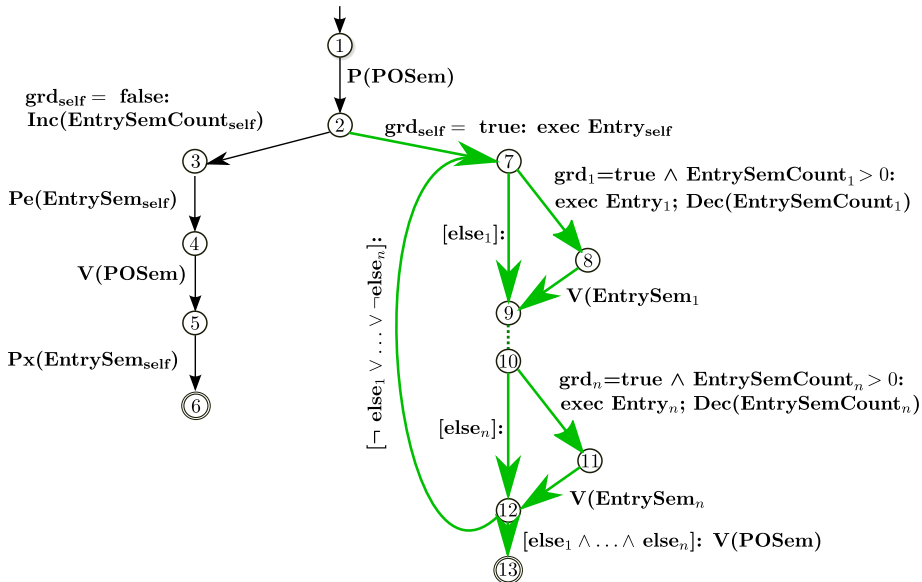 1
P(POSem)
grd_self = false:
Inc(EntrySemCount_self)
2
grd_self = true: exec Entry_self
3
7
Pe(EntrySem_self)
grd_1=true ∧ EntrySemCount_1 > 0:
exec Entry_1; Dec(EntrySemCount_1)
4
[else_1]:
8
V(POSem)
[¬ else_1 ∨ … ∨ ¬else_n]:
V(EntrySem_1
5
9
Px(EntrySem_self)
10
6
grd_n=true ∧ EntrySemCount_n > 0:
exec Entry_n; Dec(EntrySemCount_n)
[else_n]:
11
V(EntrySem_n
12
[else_1 ∧ … ∧ else_n]: V(POSem)
13